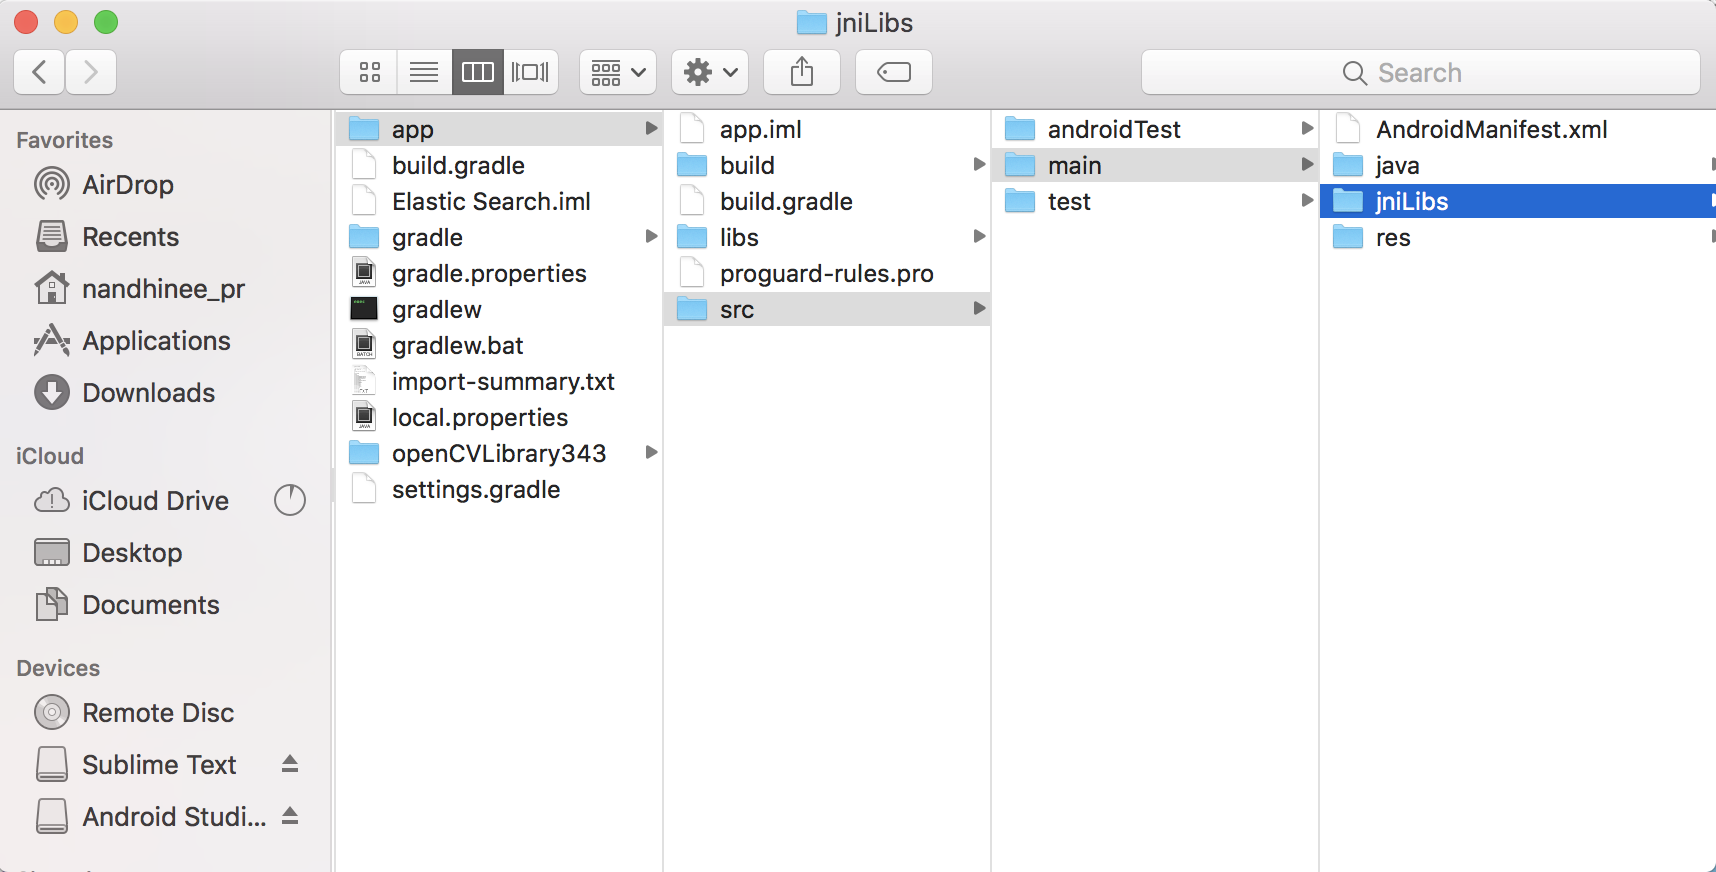 jniLibs
Search
Favorites
AirDrop
Recents
nandhinee_pr
Applications
Downloads
iCloud
iCloud Drive
Desktop
Documents
Devices
Remote Disc
Sublime Text
Android Studi...
app
build.gradle
Elastic Search.iml
gradle
gradle.properties
gradlew
gradlew.bat
import-summary.txt
local.properties
openCVLibrary343
settings.gradle
app.iml
build
build.gradle
libs
proguard-rules.pro
src
androidTest
main
test
AndroidManifest.xml
java
jniLibs
res